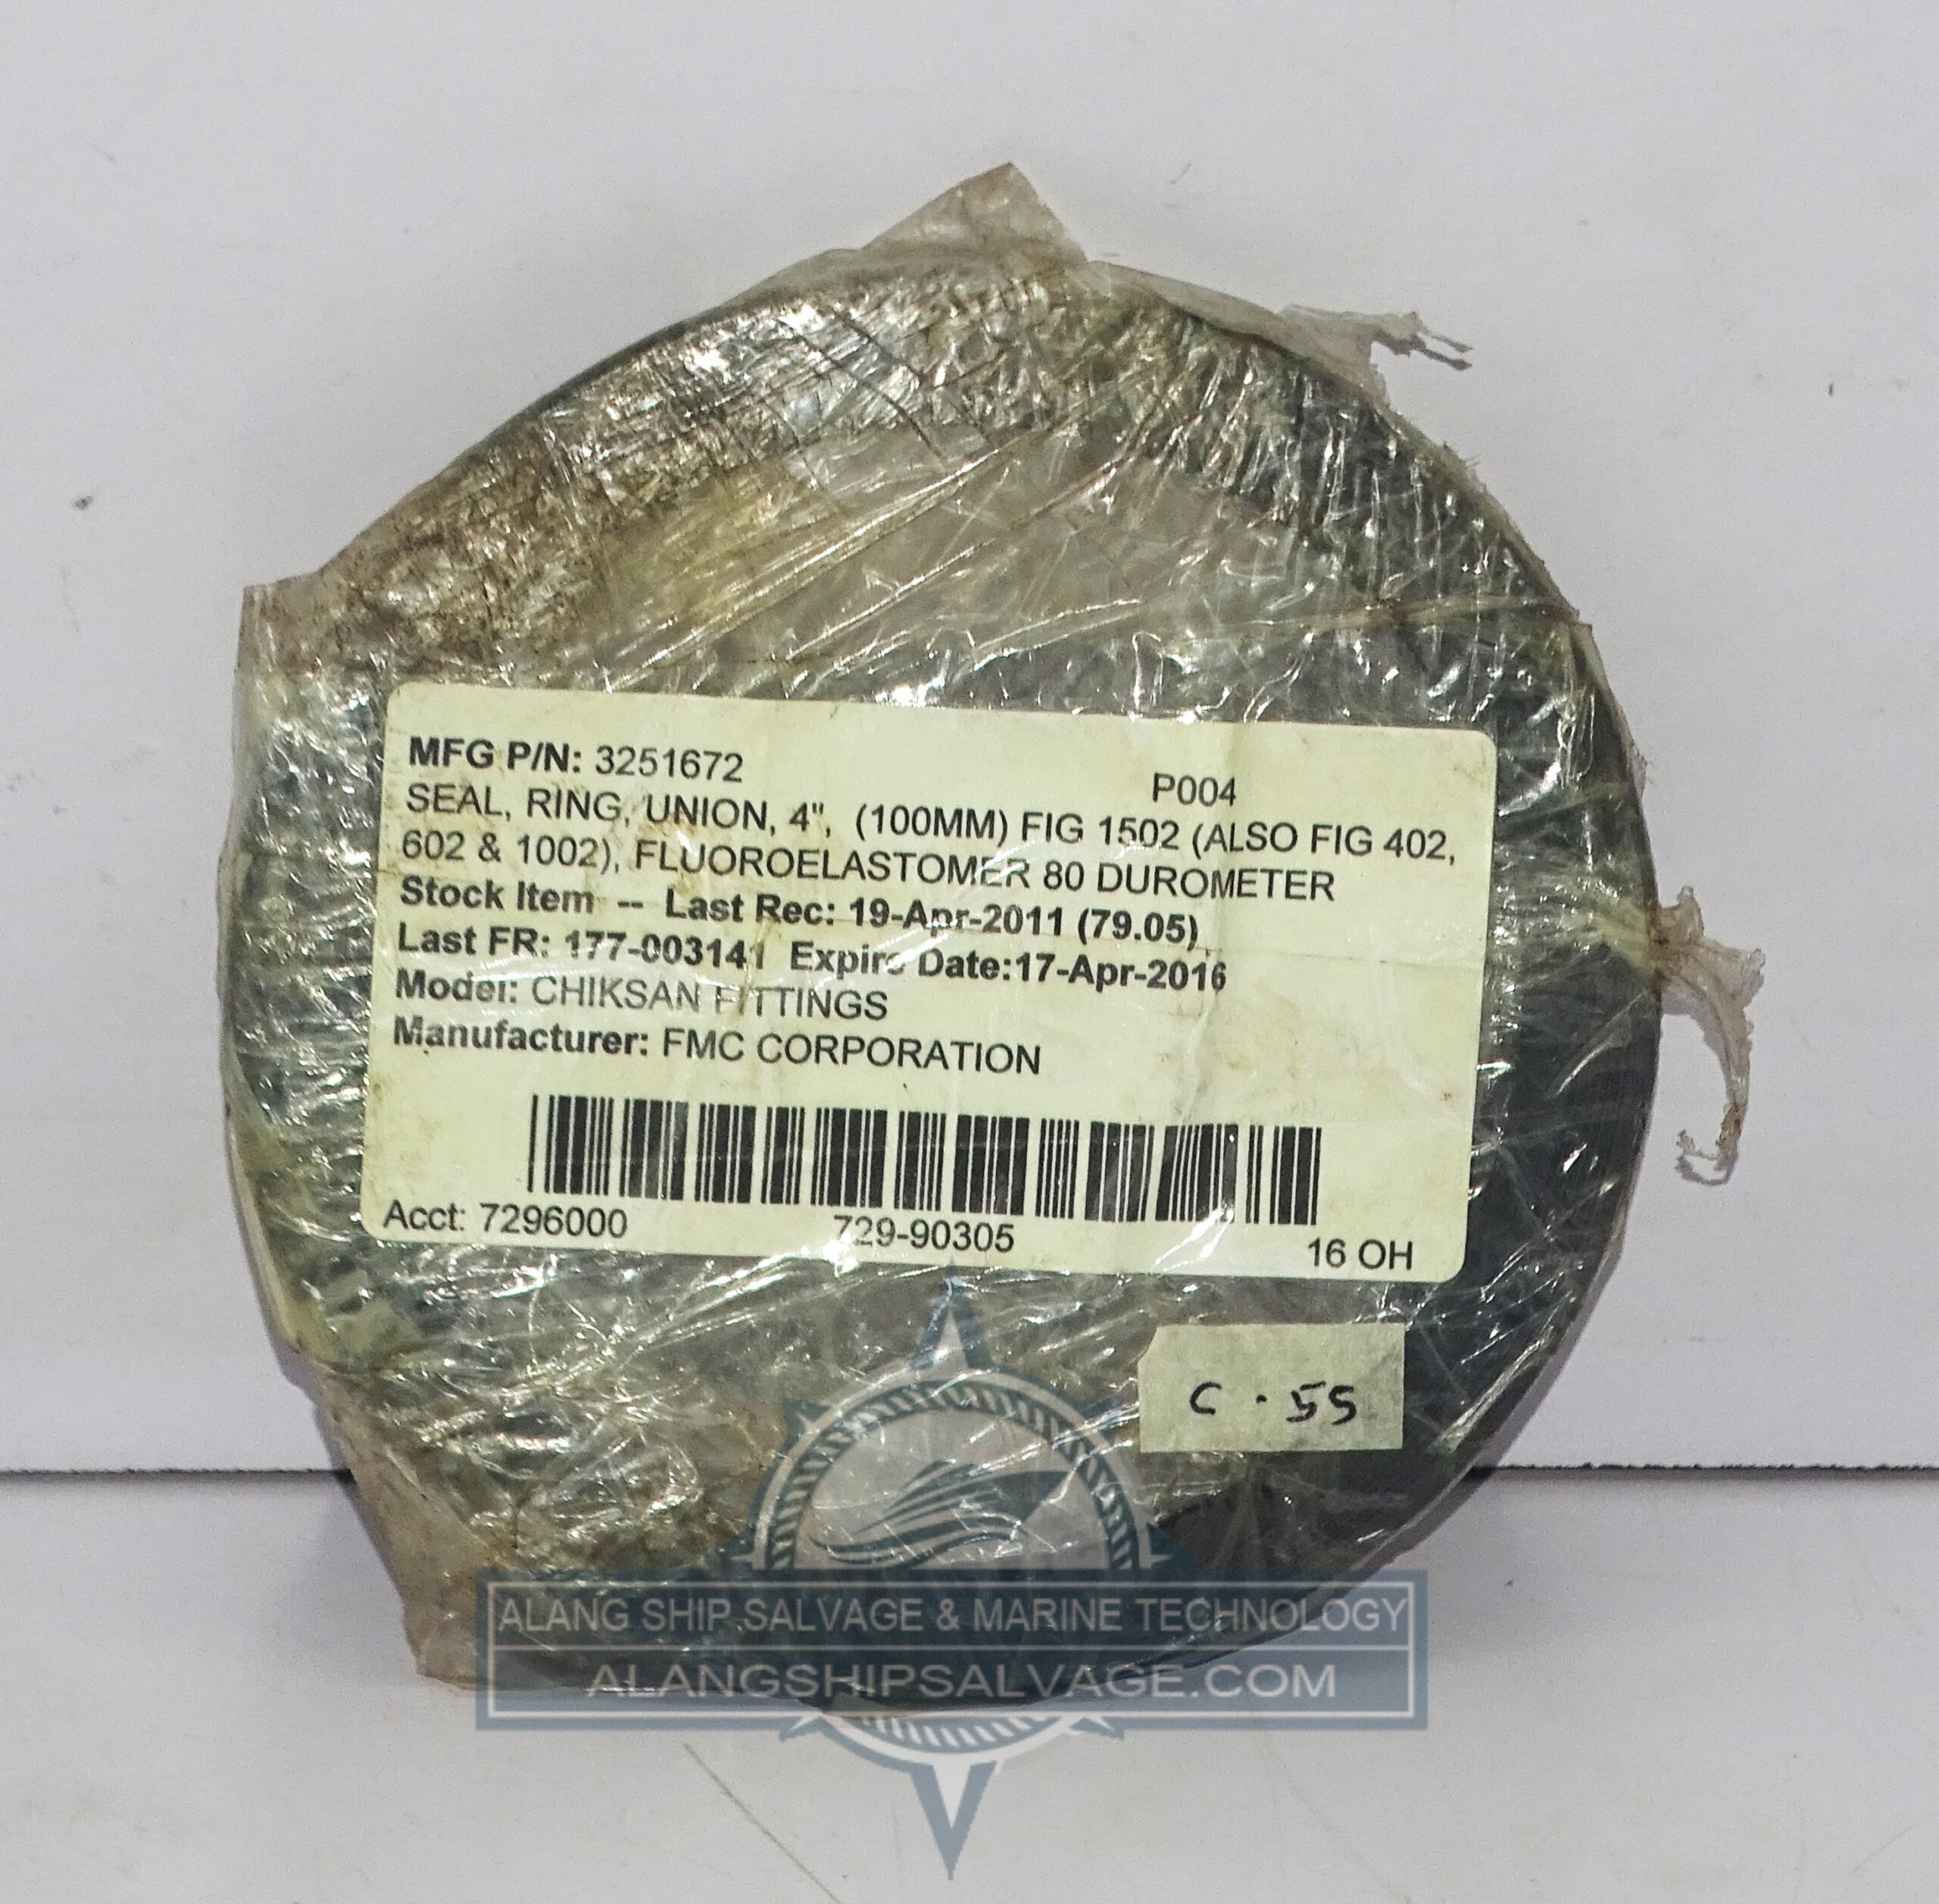 MFG P/N: 3251672
P004
SEAL, RING, UNION, 4", (100MM) FIG 1502 (ALSO FIG 402,
602 & 1002), FLUOROELASTOMER 80 DUROMETER
Stock Item -- Last Rec: 19-Apr-2011 (79.05)
Last FR: 177-003141 Expire Date:17-Apr-2016
Model: CHIKSAN FITTINGS
Manufacturer: FMC CORPORATION
Acct: 7296000 729-90305 16 OH
C - 55
ALANG SHIP SALVAGE & MARINE TECHNOLOGY
ALANGSHIPSALVAGE.COM